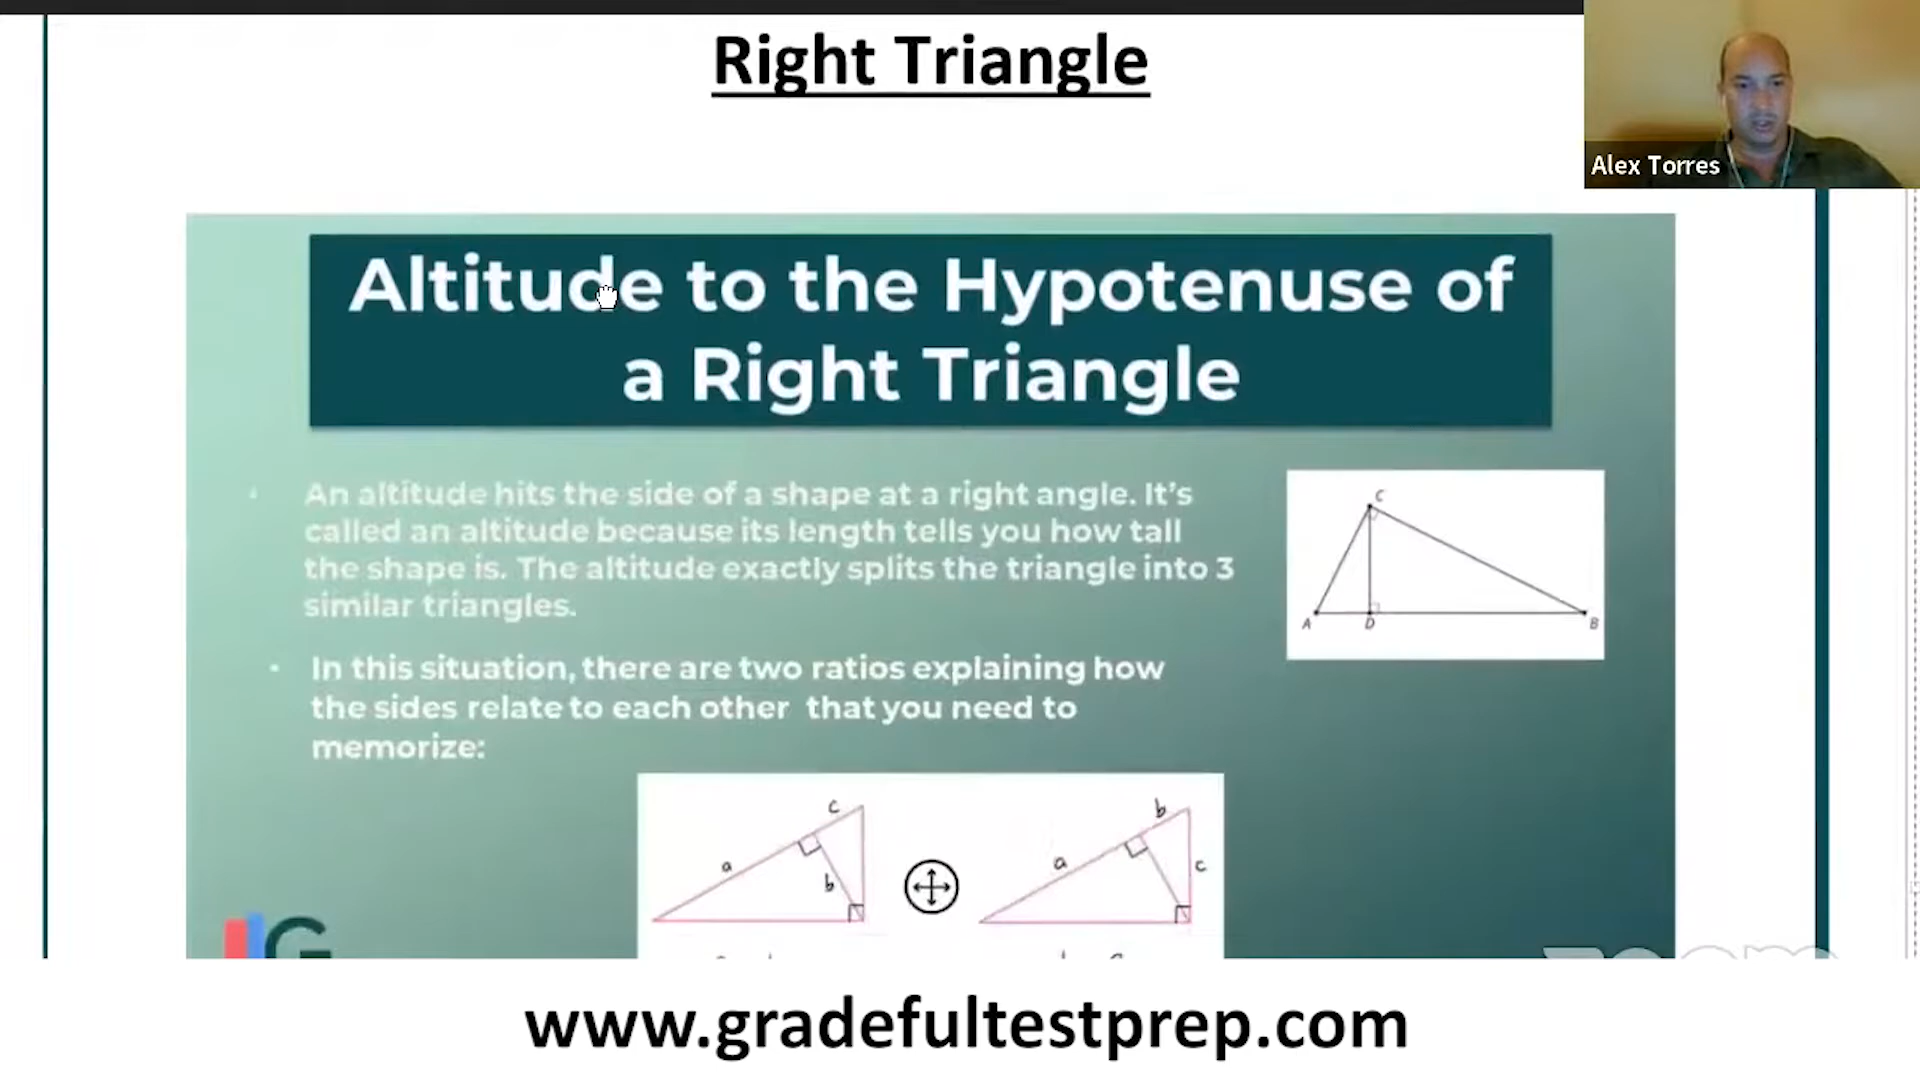 Right Triangle
Alex Torres
Altitude to the Hypotenuse of
a Right Triangle
• An altitude hits the side of a shape at a right angle. It's
called an altitude because its length tells you how tall
the shape is. The altitude exactly splits the triangle into 3
similar triangles.
C
A D B
• In this situation, there are two ratios explaining how
the sides relate to each other that you need to
memorize:
c
a
b
b
a
c
G
zoom
www.gradefultestprep.com